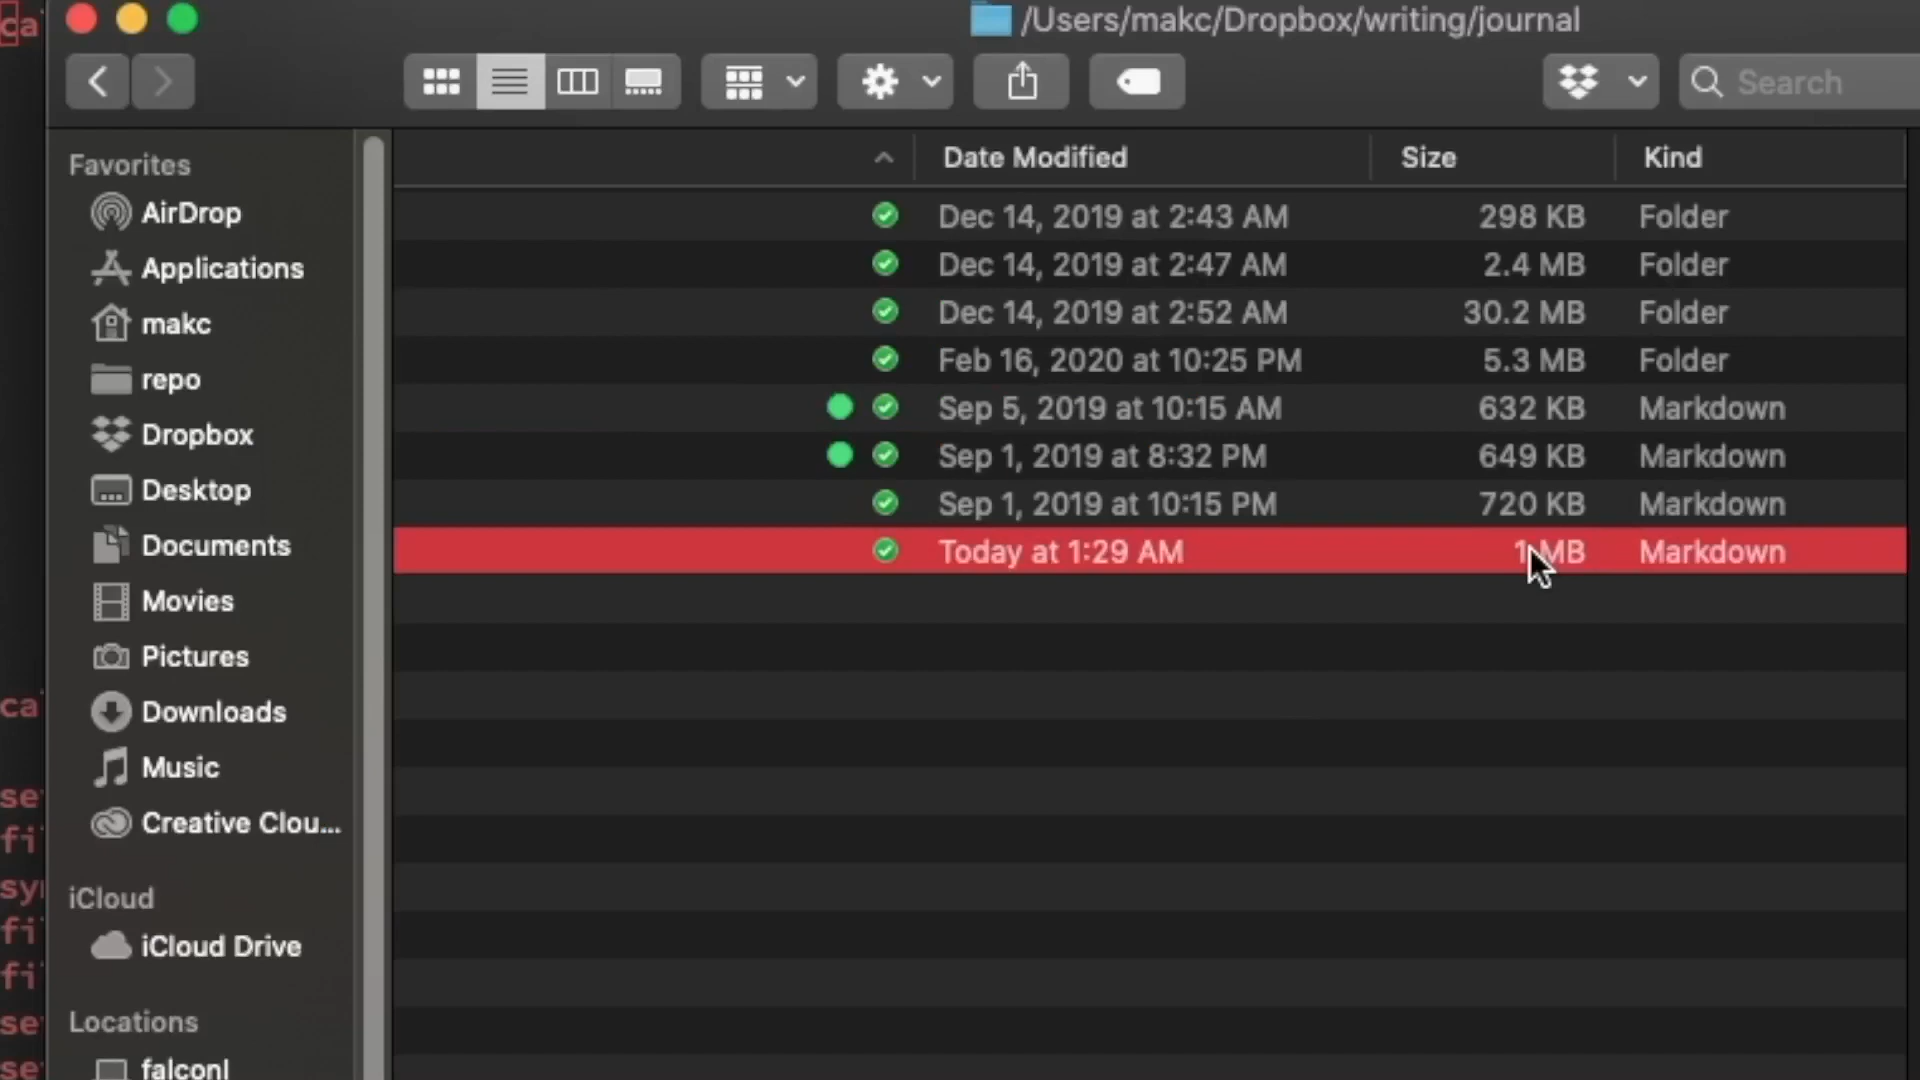 /Users/makc/Dropbox/writing/journal
Search
Favorites
AirDrop
Applications
makc
repo
Dropbox
Desktop
Documents
Movies
Pictures
Downloads
Music
Creative Clou...
iCloud
iCloud Drive
Locations
falconl
Date Modified Size Kind
Dec 14, 2019 at 2:43 AM 298 KB Folder
Dec 14, 2019 at 2:47 AM 2.4 MB Folder
Dec 14, 2019 at 2:52 AM 30.2 MB Folder
Feb 16, 2020 at 10:25 PM 5.3 MB Folder
Sep 5, 2019 at 10:15 AM 632 KB Markdown
Sep 1, 2019 at 8:32 PM 649 KB Markdown
Sep 1, 2019 at 10:15 PM 720 KB Markdown
Today at 1:29 AM 1 MB Markdown